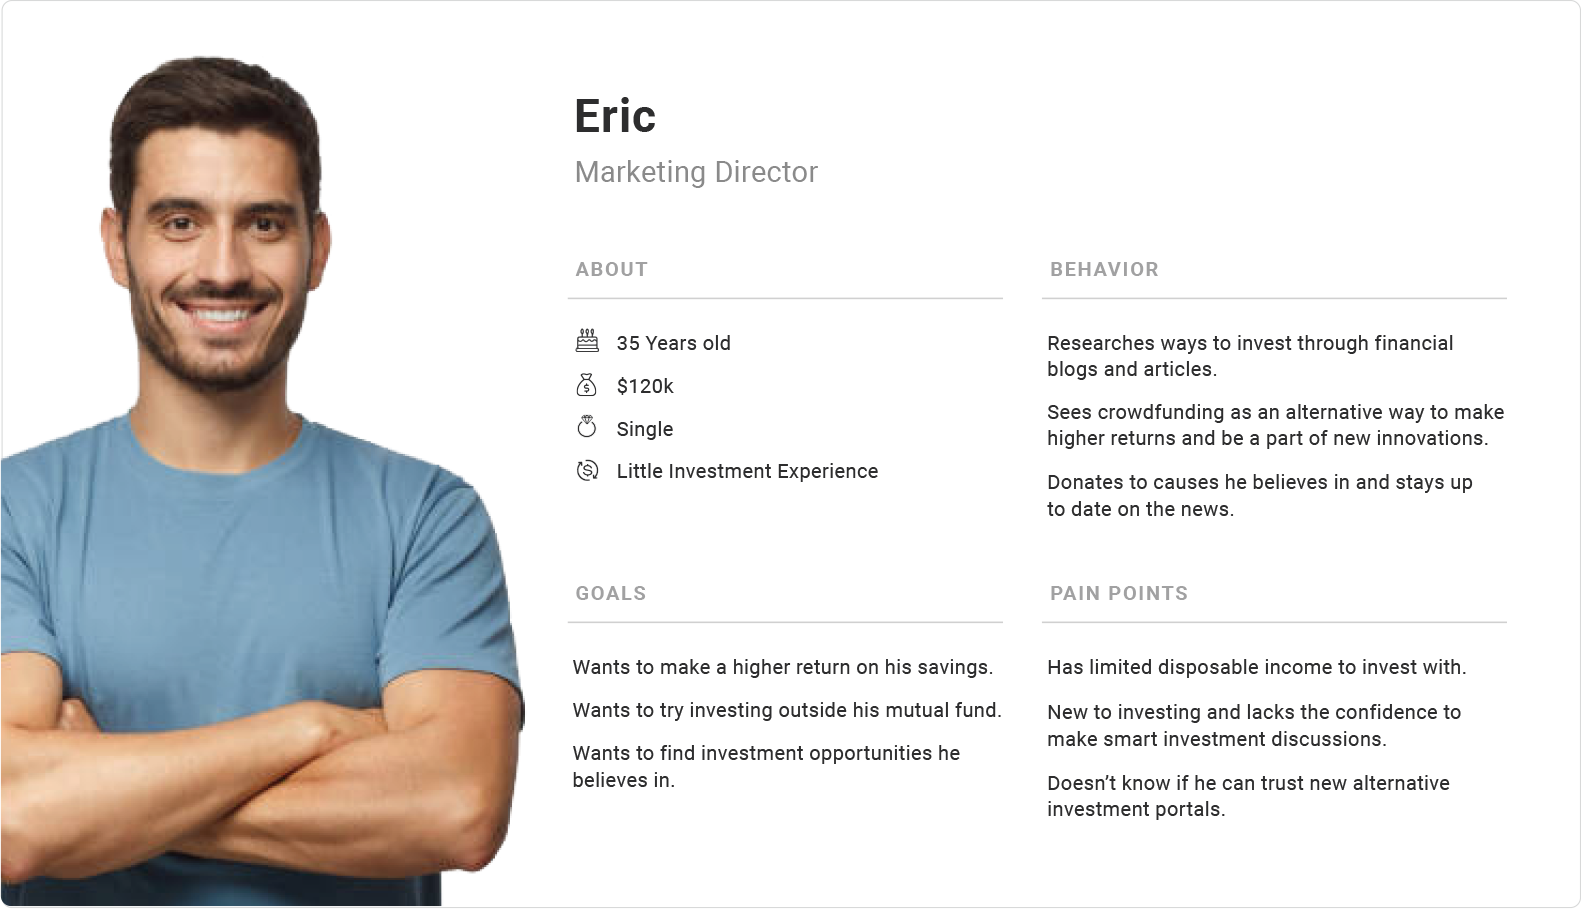 Eric
Marketing Director
ABOUT
35 Years old
$120k
Single
Little Investment Experience
BEHAVIOR
Researches ways to invest through financial
blogs and articles.
Sees crowdfunding as an alternative way to make
higher returns and be a part of new innovations.
Donates to causes he believes in and stays up
to date on the news.
GOALS
Wants to make a higher return on his savings.
Wants to try investing outside his mutual fund.
Wants to find investment opportunities he
believes in.
PAIN POINTS
Has limited disposable income to invest with.
New to investing and lacks the confidence to
make smart investment discussions.
Doesn’t know if he can trust new alternative
investment portals.